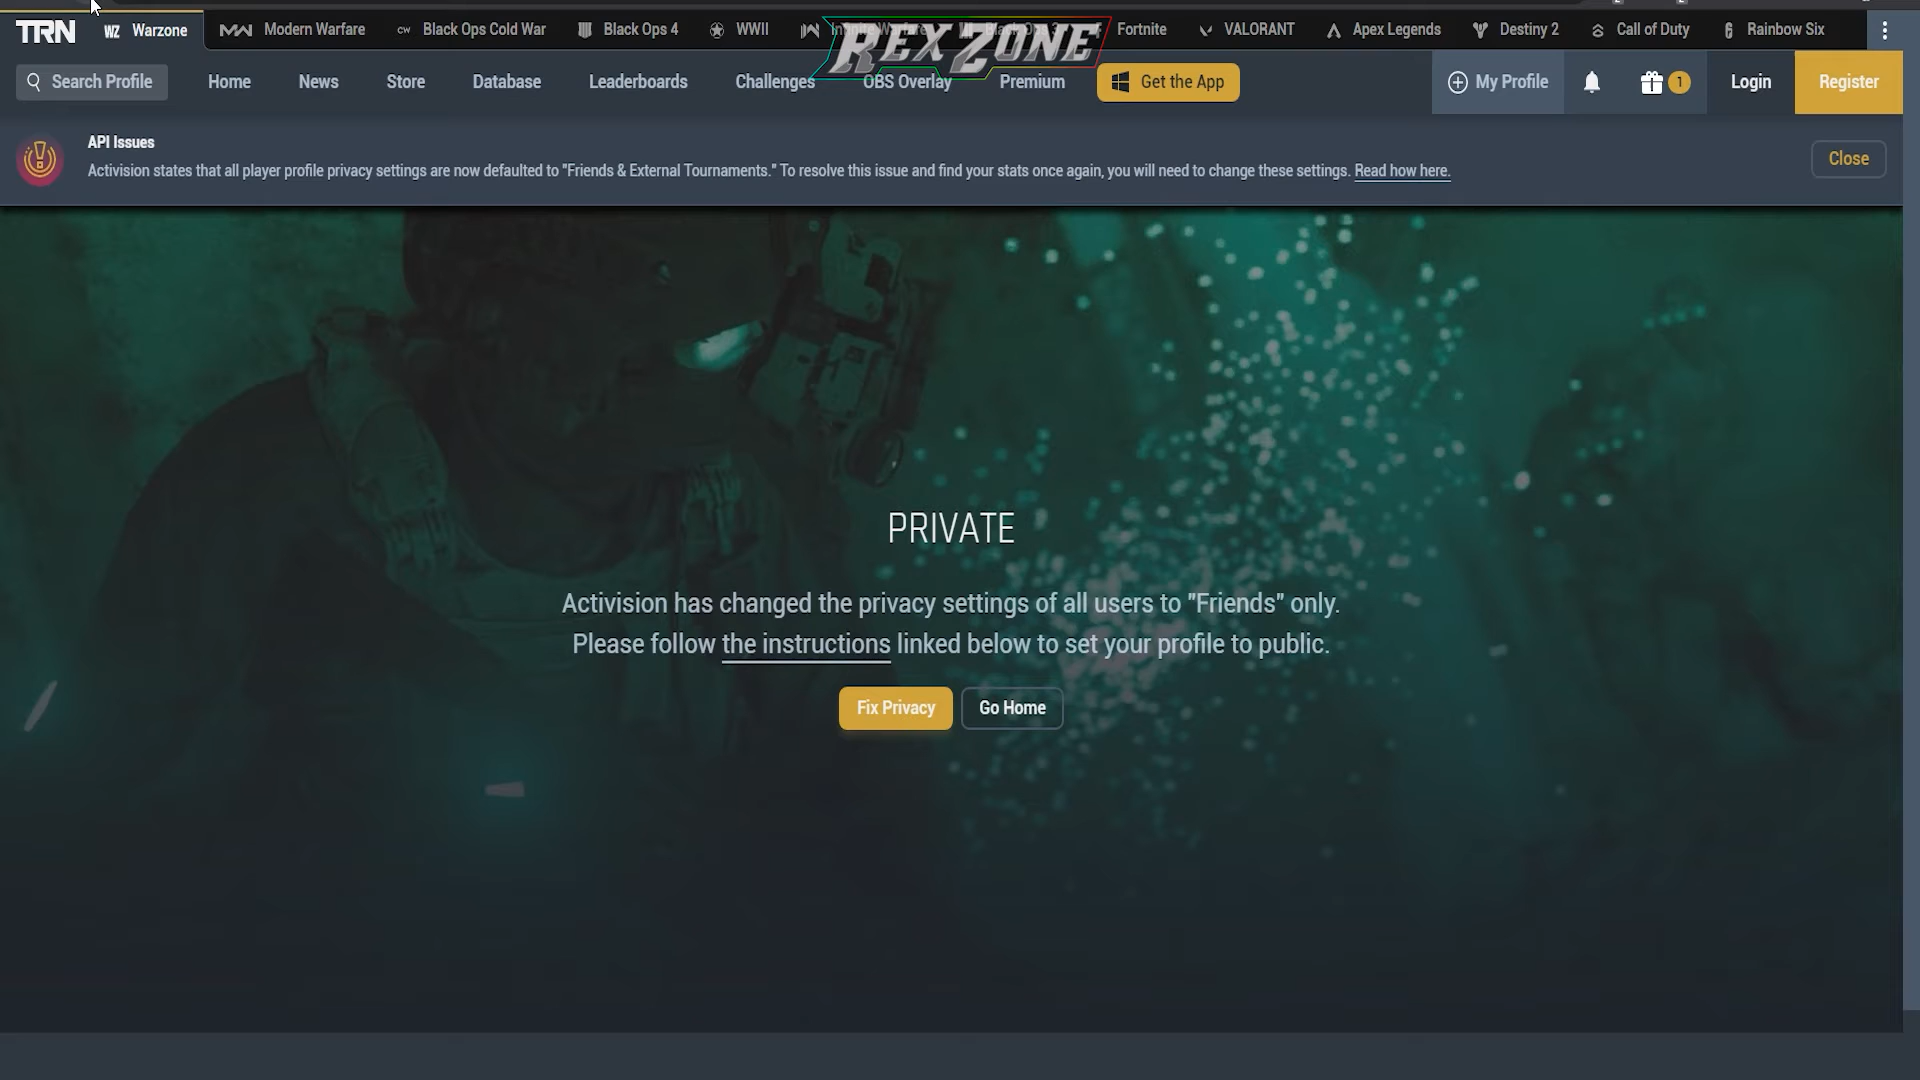 TRN
WZ Warzone
Modern Warfare
CW Black Ops Cold War
Black Ops 4
WWII
REX ZONE
Fortnite
VALORANT
Apex Legends
Destiny 2
Call of Duty
Rainbow Six
Search Profile
Home
News
Store
Database
Leaderboards
Challenges
OBS Overlay
Premium
Get the App
My Profile
1
Login
Register
API Issues
Activision states that all player profile privacy settings are now defaulted to "Friends & External Tournaments." To resolve this issue and find your stats once again, you will need to change these settings. Read how here.
Close
PRIVATE
Activision has changed the privacy settings of all users to "Friends" only.
Please follow the instructions linked below to set your profile to public.
Fix Privacy
Go Home